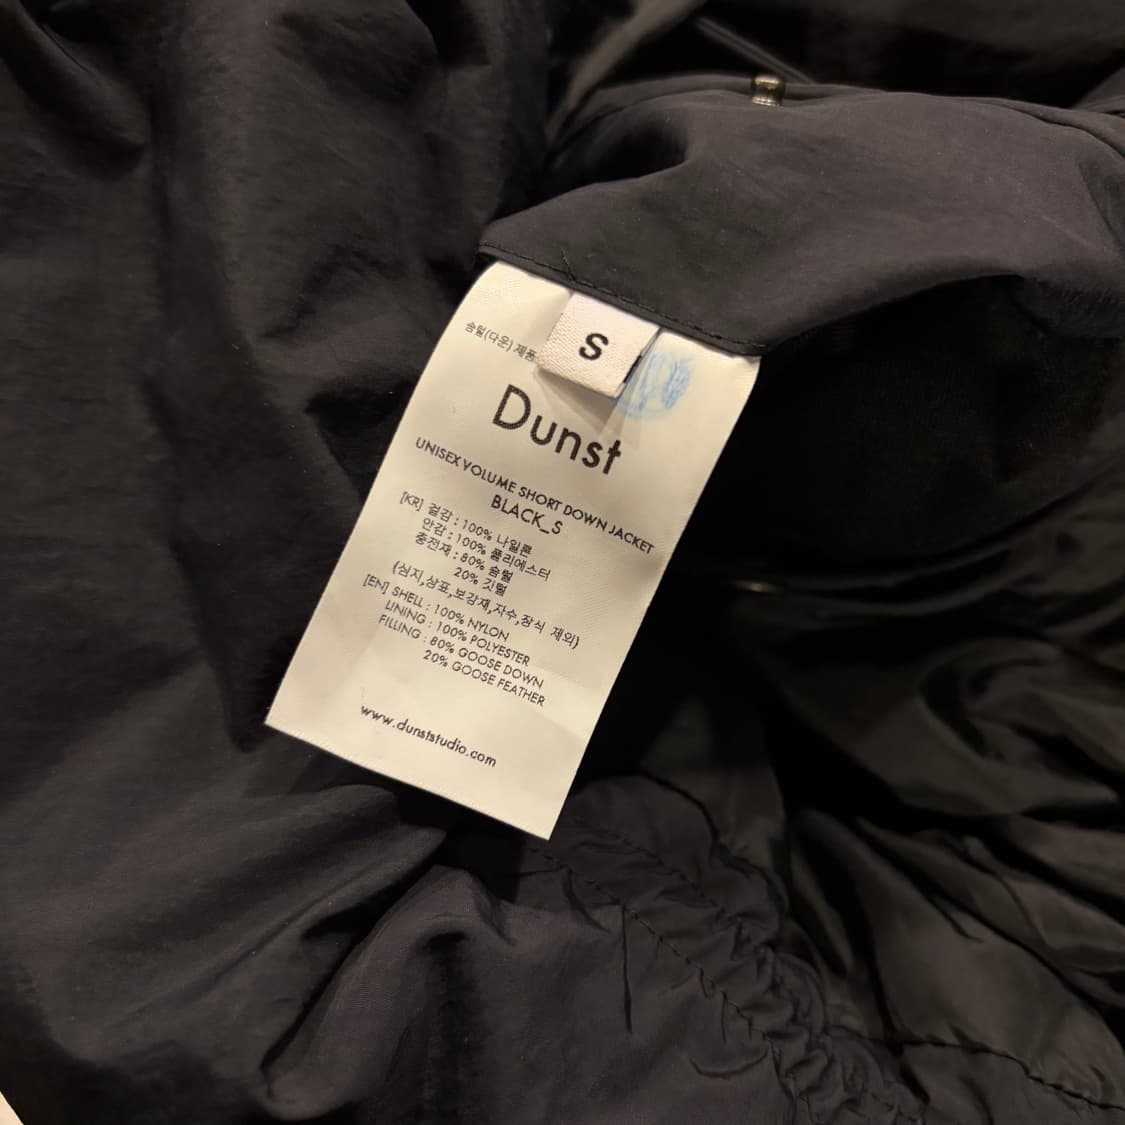 솜털(다운) 제품
S
Dunst
UNISEX VOLUME SHORT DOWN JACKET
BLACK_S
[KR] 겉감 : 100% 나일론
안감 : 100% 폴리에스터
충전재 : 80% 솜털
20% 깃털
(심지,상표,보강재,자수,장식 제외)
[EN] SHELL : 100% NYLON
LINING : 100% POLYESTER
FILLING : 80% GOOSE DOWN
20% GOOSE FEATHER
www.dunststudio.com